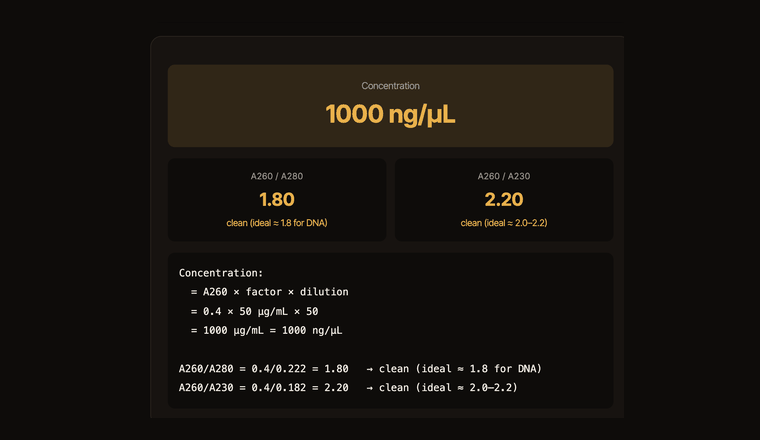 Concentration
1000 ng/μL
A260 / A280
1.80
clean (ideal ≈ 1.8 for DNA)
A260 / A230
2.20
clean (ideal ≈ 2.0–2.2)
Concentration:
= A260 × factor × dilution
= 0.4 × 50 μg/mL × 50
= 1000 μg/mL = 1000 ng/μL
A260/A280 = 0.4/0.222 = 1.80 → clean (ideal ≈ 1.8 for DNA)
A260/A230 = 0.4/0.182 = 2.20 → clean (ideal ≈ 2.0–2.2)